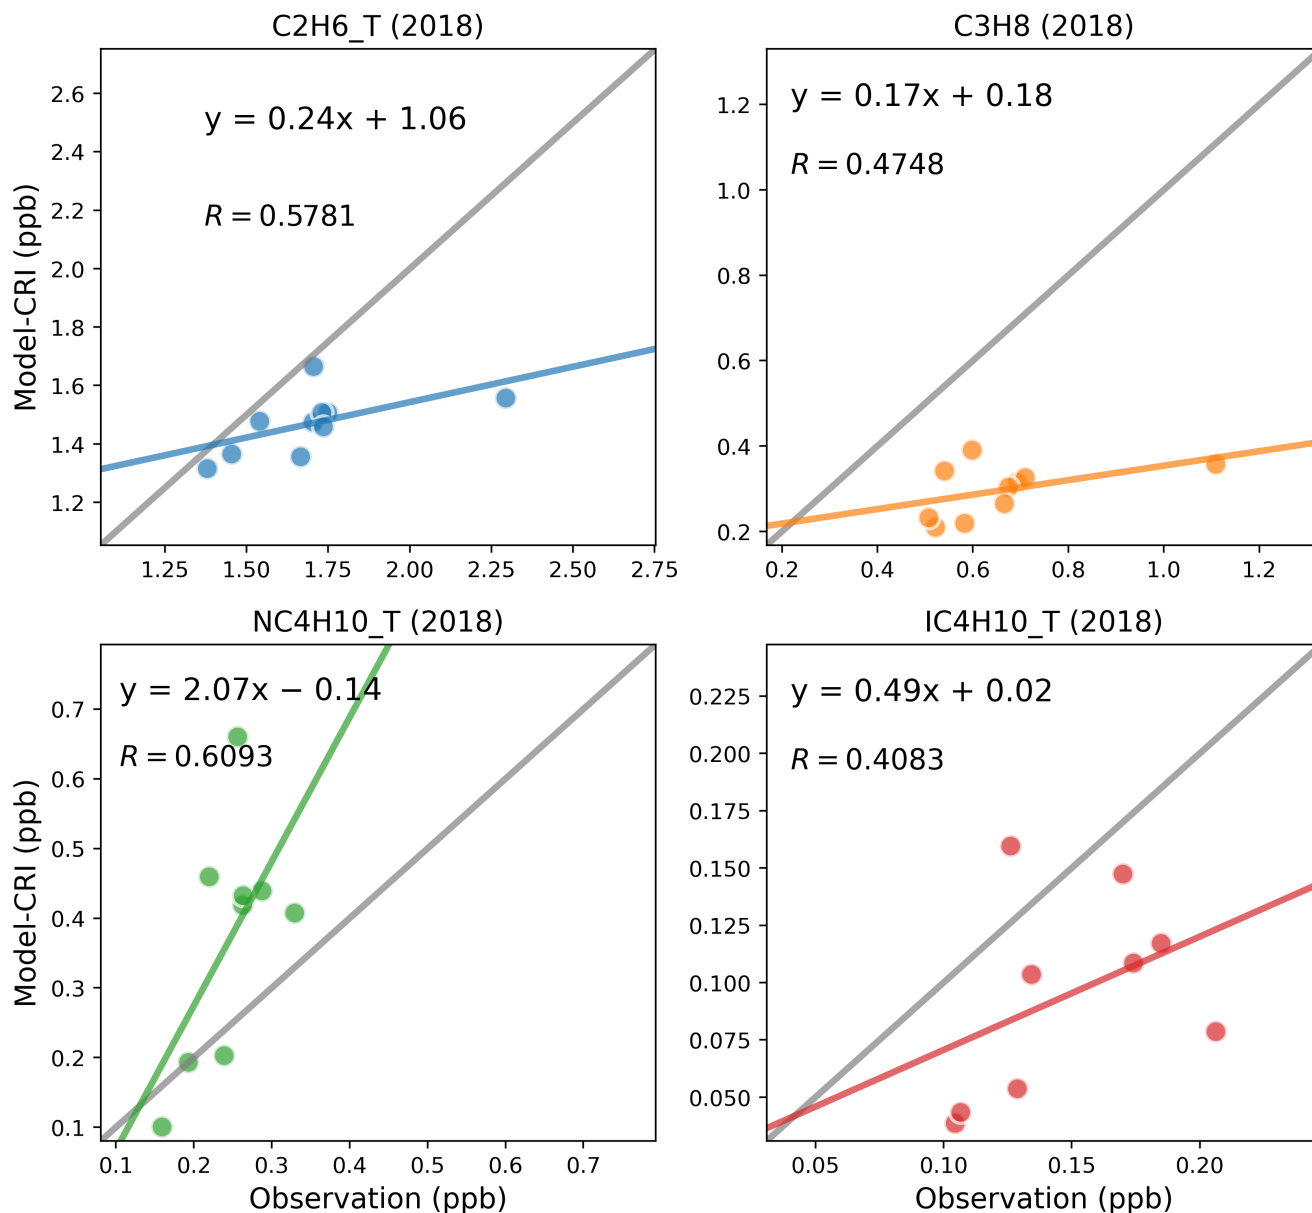 C2H6_T (2018)
y = 0.24x + 1.06
R = 0.5781
Model-CRI (ppb)
2.6
2.4
2.2
2.0
1.8
1.6
1.4
1.2
1.25 1.50 1.75 2.00 2.25 2.50 2.75
C3H8 (2018)
y = 0.17x + 0.18
R = 0.4748
1.2
1.0
0.8
0.6
0.4
0.2
0.2 0.4 0.6 0.8 1.0 1.2
NC4H10_T (2018)
y = 2.07x − 0.14
R = 0.6093
Model-CRI (ppb)
0.7
0.6
0.5
0.4
0.3
0.2
0.1
0.1 0.2 0.3 0.4 0.5 0.6 0.7
Observation (ppb)
IC4H10_T (2018)
y = 0.49x + 0.02
R = 0.4083
0.225
0.200
0.175
0.150
0.125
0.100
0.075
0.050
0.05 0.10 0.15 0.20
Observation (ppb)